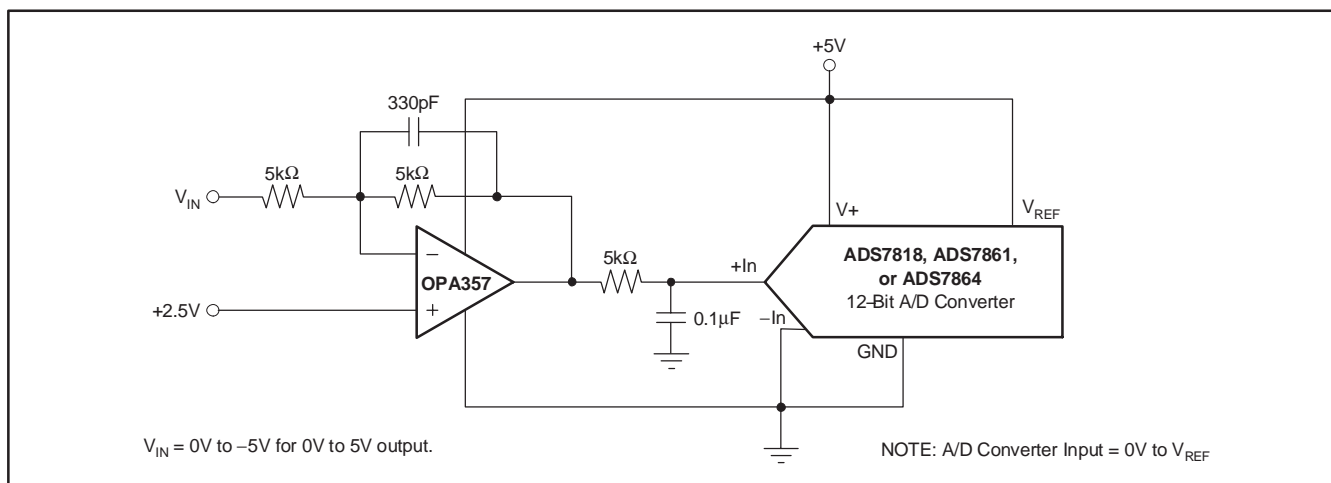 +5V
330pF
5kΩ
5kΩ
V_IN
V+
V_REF
ADS7818, ADS7861,
or ADS7864
12–Bit A/D Converter
−
OPA357
+
5kΩ
+In
+2.5V
0.1μF
−In
GND
V_IN = 0V to −5V for 0V to 5V output.
NOTE: A/D Converter Input = 0V to V_REF